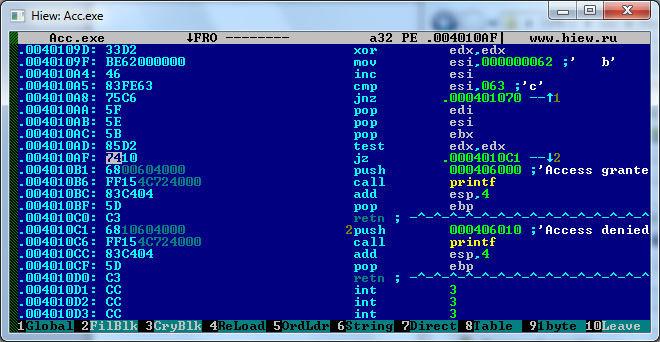 Hiew: Acc.exe
Acc.exe ↓FRO -------- a32 PE .004010AF| www.hiew.ru
.0040109D: 33D2 xor edx,edx
.0040109F: BE62000000 mov esi,000000062 ;' b'
.004010A4: 46 inc esi
.004010A5: 83FE63 cmp esi,063 ;'c'
.004010A8: 75C6 jnz .000401070 --↑1
.004010AA: 5F pop edi
.004010AB: 5E pop esi
.004010AC: 5B pop ebx
.004010AD: 85D2 test edx,edx
.004010AF: 7410 jz .0004010C1 --↓2
.004010B1: 6800604000 push 000406000 ;'Access grante
.004010B6: FF154C724000 call printf
.004010BC: 83C404 add esp,4
.004010BF: 5D pop ebp
.004010C0: C3 retn ; -^-^-^-^-^-^-^-^-^-^-^-^-
.004010C1: 6810604000 2push 000406010 ;'Access denied
.004010C6: FF154C724000 call printf
.004010CC: 83C404 add esp,4
.004010CF: 5D pop ebp
.004010D0: C3 retn ; -^-^-^-^-^-^-^-^-^-^-^-^-
.004010D1: CC int 3
.004010D2: CC int 3
.004010D3: CC int 3
1Global 2FilBlk 3CryBlk 4ReLoad 5OrdLdr 6String 7Direct 8Table 91byte 10Leave